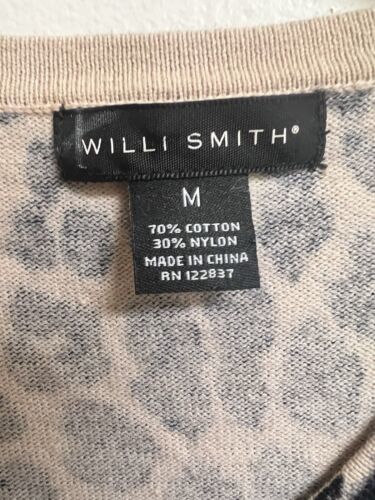 WILLI SMITH®
M
70% COTTON
30% NYLON
MADE IN CHINA
RN 122837